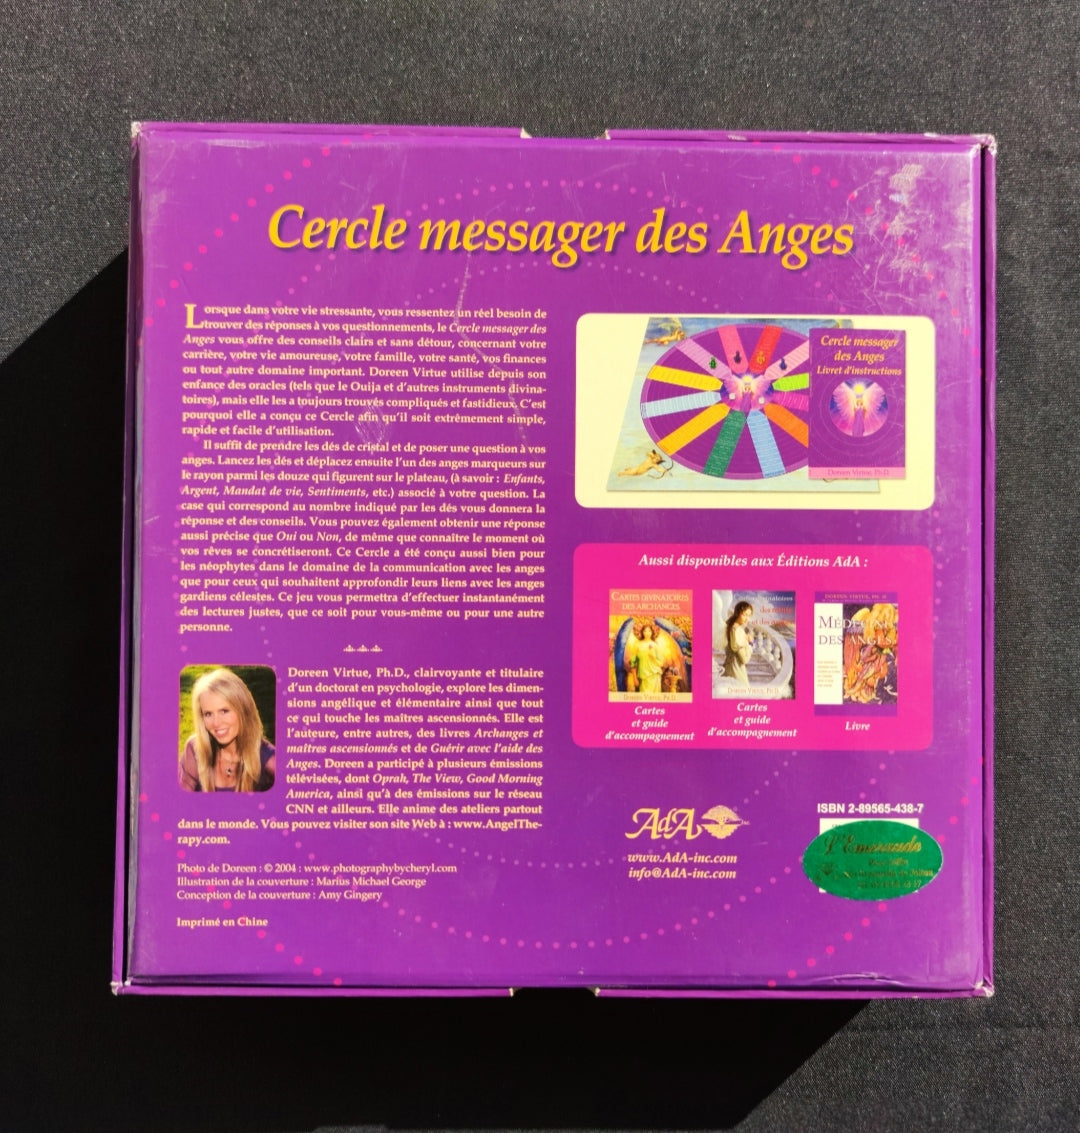 Cercle messager des Anges
Lorsque dans votre vie stressante, vous ressentez un réel besoin de
trouver des réponses à vos questionnements, le Cercle messager des
Anges vous offre des conseils clairs et sans détour, concernant votre
carrière, votre vie amoureuse, votre famille, votre santé, vos finances
ou tout autre domaine important. Doreen Virtue utilise depuis son
enfance des oracles (tels que le Ouija et d'autres instruments divina-
toires), mais elle les a toujours trouvés compliqués et fastidieux. C'est
pourquoi elle a conçu ce Cercle afin qu'il soit extrêmement simple,
rapide et facile d'utilisation.
Il suffit de prendre les dés de cristal et de poser une question à vos
anges. Lancez les dés et déplacez ensuite l'un des anges marqueurs sur
le rayon parmi les douze qui figurent sur le plateau, (à savoir : Enfants,
Argent, Mandat de vie, Sentiments, etc.) associé à votre question. La
case qui correspond au nombre indiqué par les dés vous donnera la
réponse et des conseils. Vous pouvez également obtenir une réponse
aussi précise que Oui ou Non, de même que connaître le moment où
vos rêves se concrétiseront. Ce Cercle a été conçu aussi bien pour
les néophytes dans le domaine de la communication avec les anges
que pour ceux qui souhaitent approfondir leurs liens avec les anges
gardiens célestes. Ce jeu vous permettra d'effectuer instantanément
des lectures justes, que ce soit pour vous-même ou pour une autre
personne.
Doreen Virtue, Ph.D., clairvoyante et titulaire
d'un doctorat en psychologie, explore les dimen-
sions angélique et élémentaire ainsi que tout
ce qui touche les maîtres ascensionnés. Elle est
l'auteure, entre autres, des livres Archanges et
maîtres ascensionnés et de Guérir avec l'aide des
Anges. Doreen a participé à plusieurs émissions
télévisées, dont Oprah, The View, Good Morning
America, ainsi qu'à des émissions sur le réseau
CNN et ailleurs. Elle anime des ateliers partout
dans le monde. Vous pouvez visiter son site Web à : www.AngelThe-
rapy.com.
Photo de Doreen : © 2004 : www.photographybycheryl.com
Illustration de la couverture : Marius Michael George
Conception de la couverture : Amy Gingery
Imprimé en Chine
Cercle messager
des Anges
Livret d'instructions
Doreen Virtue, Ph.D.
Aussi disponibles aux Éditions AdA :
CARTES DIVINATOIRES
DES ARCHANGES
DOREEN VIRTUE, Ph.D.
Cartes
et guide
d'accompagnement
Cartes divinatoires
DOREEN VIRTUE, Ph.D.
Cartes
et guide
d'accompagnement
DOREEN VIRTUE, PH. D.
MÉDECINE
DES ANGES
Livre
AdA Inc.
www.AdA-inc.com
info@AdA-inc.com
ISBN 2-89565-438-7
L'Emeraude